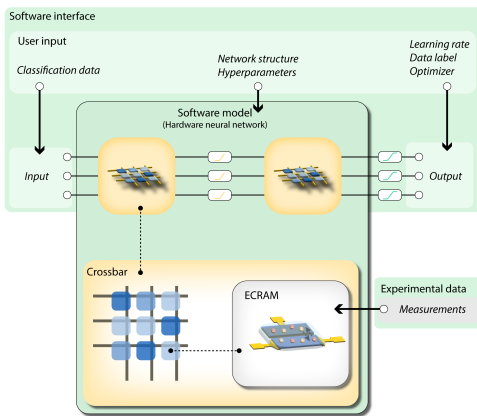 Software interface
User input
Classification data
Network structure
Hyperparameters
Learning rate
Data label
Optimizer
Software model
(Hardware neural network)
Input
Output
Crossbar
ECRAM
Experimental data
Measurements